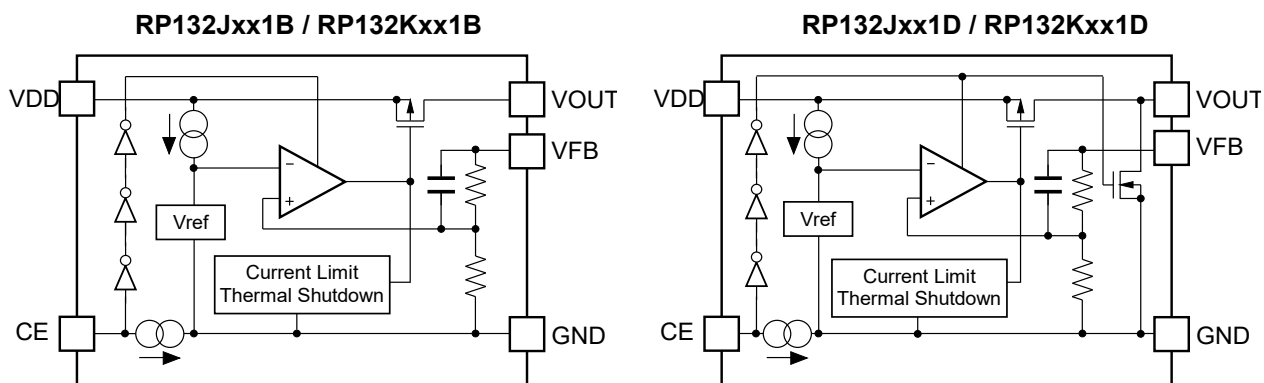 RP132Jxx1B / RP132Kxx1B
VDD
VOUT
VFB
−
+
Vref
Current Limit
Thermal Shutdown
CE
GND
RP132Jxx1D / RP132Kxx1D
VDD
VOUT
VFB
−
+
Vref
Current Limit
Thermal Shutdown
CE
GND